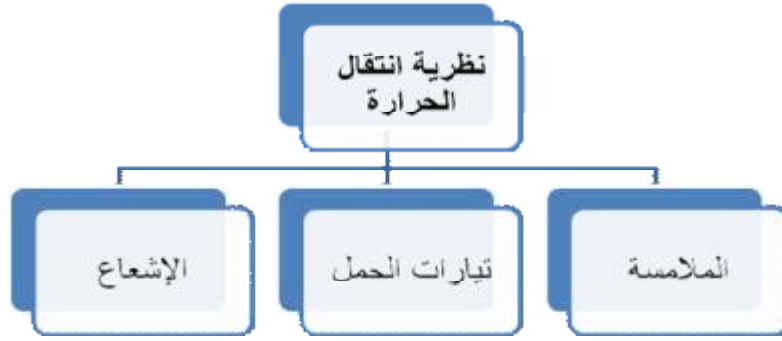 نظرية انتقال
الحرارة
الملامسة
تيارات الحمل
الإشعاع